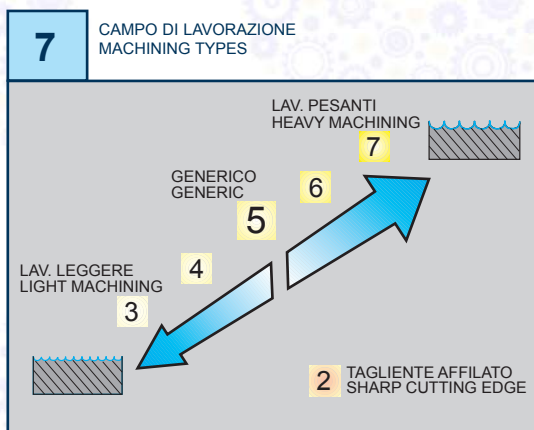 7
CAMPO DI LAVORAZIONE
MACHINING TYPES
LAV. PESANTI
HEAVY MACHINING
7
6
GENERICO
GENERIC
5
4
LAV. LEGGERE
LIGHT MACHINING
3
2
TAGLIENTE AFFILATO
SHARP CUTTING EDGE